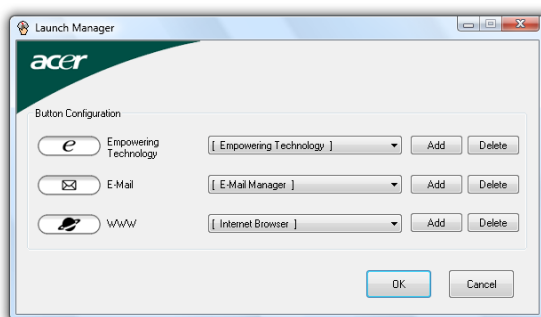 Launch Manager
acer
Button Configuration
e
Empowering
Technology
[ Empowering Technology ]
Add
Delete
E-Mail
[ E-Mail Manager ]
Add
Delete
WWW
[ Internet Browser ]
Add
Delete
OK
Cancel